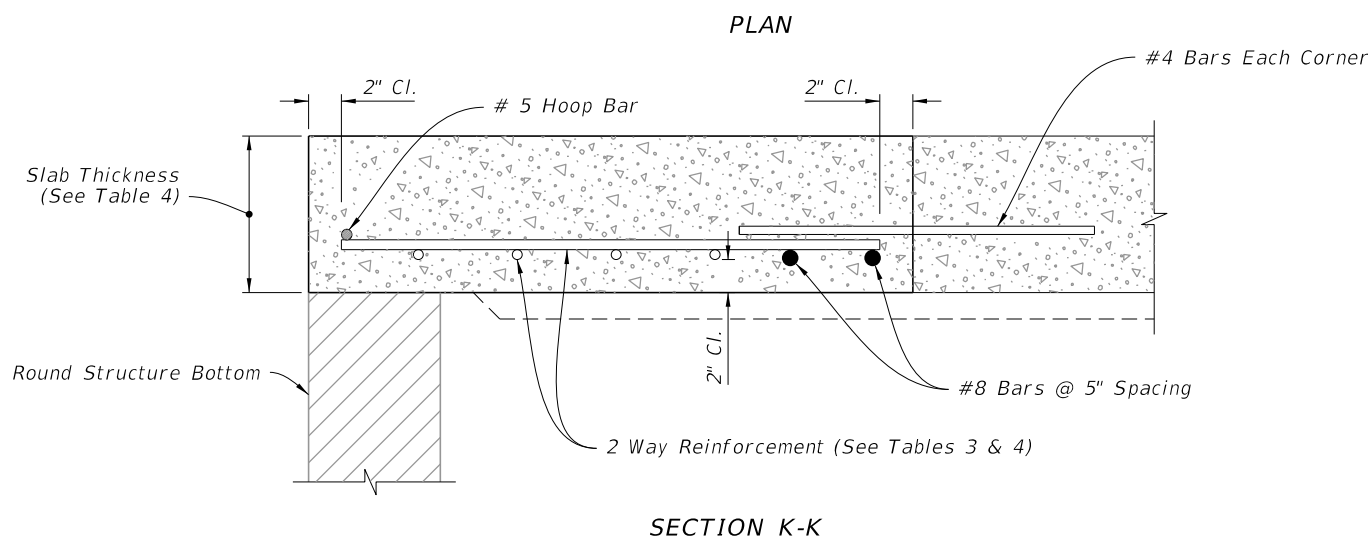 PLAN
#4 Bars Each Corner
2" Cl.
2" Cl.
# 5 Hoop Bar
Slab Thickness
(See Table 4)
2" Cl.
Round Structure Bottom
#8 Bars @ 5" Spacing
2 Way Reinforcement (See Tables 3 & 4)
SECTION K-K